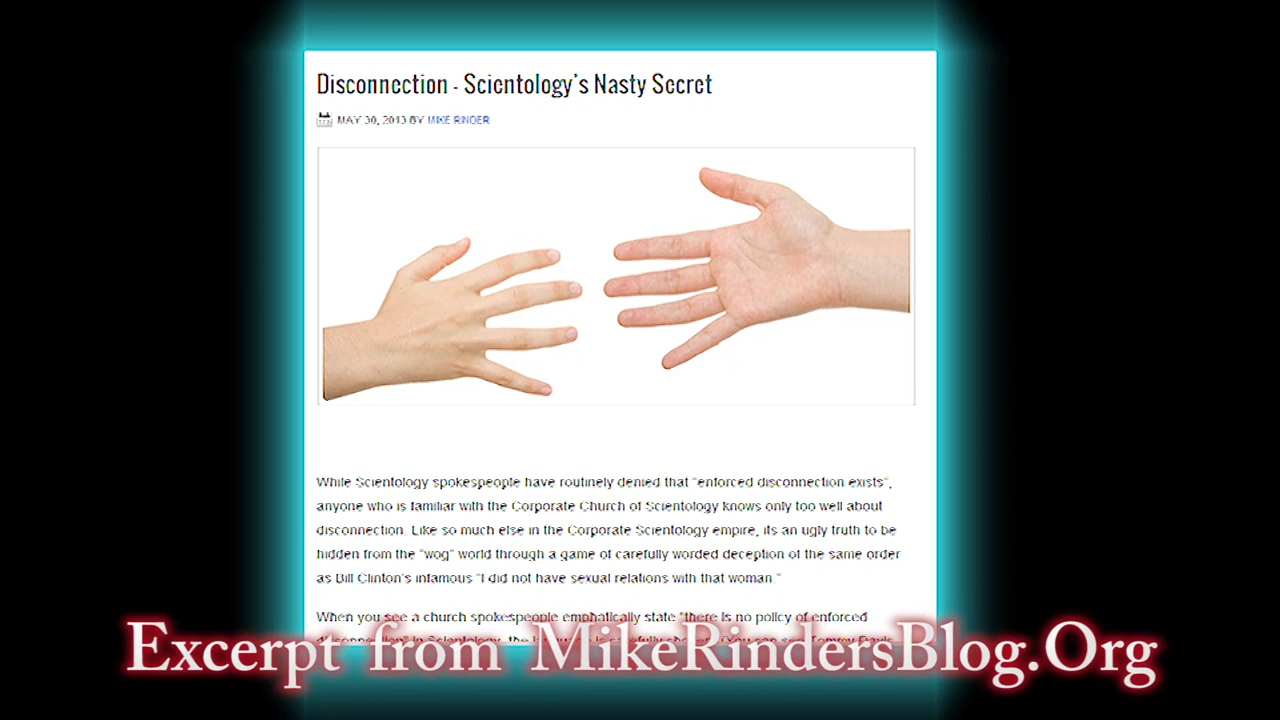 Disconnection - Scientology's Nasty Secret
MAY 30, 2013 BY MIKE RINDER
While Scientology spokespeople have routinely denied that "enforced disconnection exists",
anyone who is familiar with the Corporate Church of Scientology knows only too well about
disconnection. Like so much else in the Corporate Scientology empire, its an ugly truth to be
hidden from the "wog" world through a game of carefully worded deception of the same order
as Bill Clinton's infamous "I did not have sexual relations with that woman."
When you see a church spokespeople emphatically state "there is no policy of enforced
in Scientology, the
Excerpt from MikeRindersBlog.Org